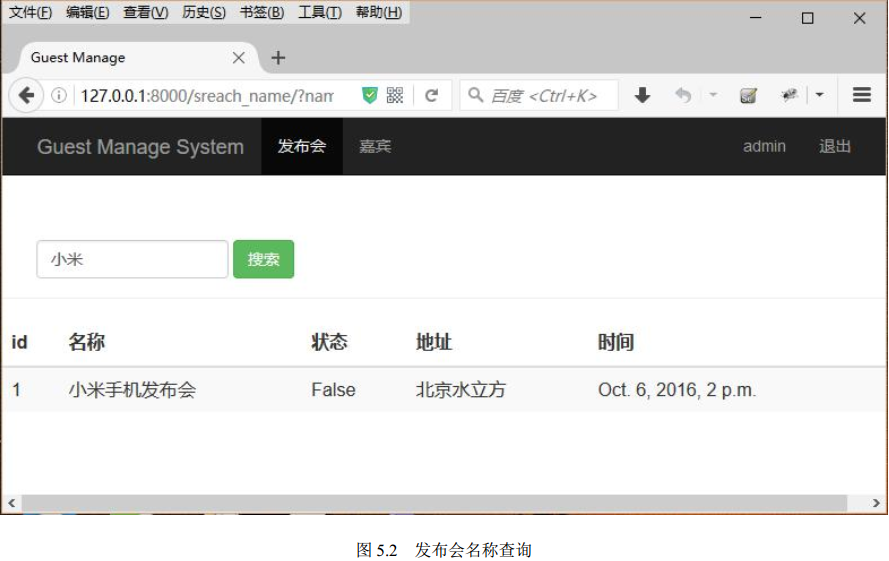 文件(F) 编辑(E) 查看(V) 历史(S) 书签(B) 工具(T) 帮助(H)
Guest Manage
127.0.0.1:8000/sreach_name/?nam 百度 <Ctrl+K>
Guest Manage System 发布会 嘉宾 admin 退出
小米 搜索
id 名称 状态 地址 时间
1 小米手机发布会 False 北京水立方 Oct. 6, 2016, 2 p.m.
图 5.2 发布会名称查询